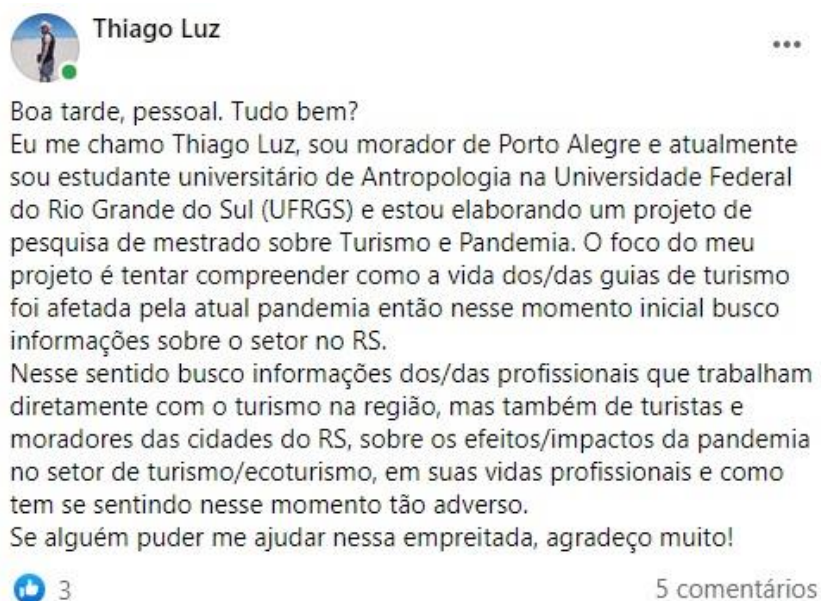 Thiago Luz
Boa tarde, pessoal. Tudo bem?
Eu me chamo Thiago Luz, sou morador de Porto Alegre e atualmente
sou estudante universitário de Antropologia na Universidade Federal
do Rio Grande do Sul (UFRGS) e estou elaborando um projeto de
pesquisa de mestrado sobre Turismo e Pandemia. O foco do meu
projeto é tentar compreender como a vida dos/das guias de turismo
foi afetada pela atual pandemia então nesse momento inicial busco
informações sobre o setor no RS.
Nesse sentido busco informações dos/das profissionais que trabalham
diretamente com o turismo na região, mas também de turistas e
moradores das cidades do RS, sobre os efeitos/impactos da pandemia
no setor de turismo/ecoturismo, em suas vidas profissionais e como
tem se sentindo nesse momento tão adverso.
Se alguém puder me ajudar nessa empreitada, agradeço muito!
3 5 comentários